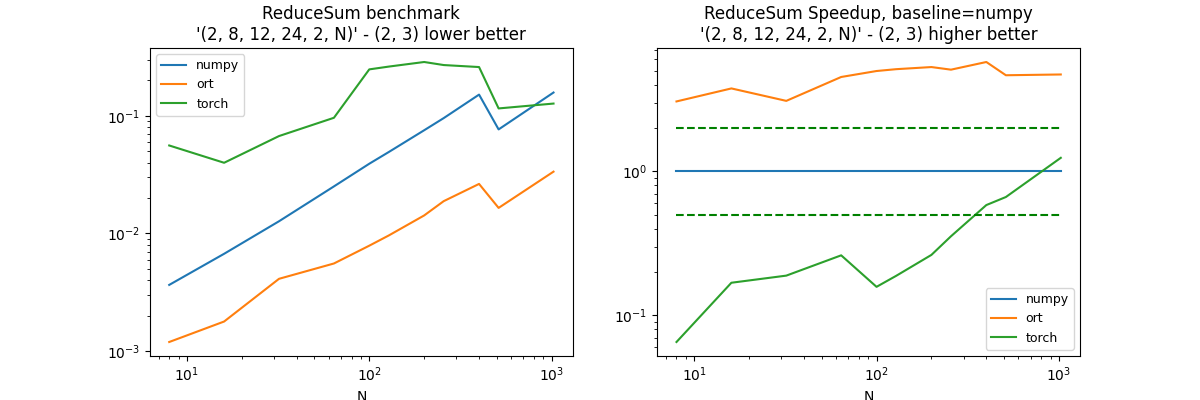 ReduceSum benchmark
'(2, 8, 12, 24, 2, N)' - (2, 3) lower better
numpy
ort
torch
10⁻¹
10⁻²
10⁻³
10¹
10²
10³
N
ReduceSum Speedup, baseline=numpy
'(2, 8, 12, 24, 2, N)' - (2, 3) higher better
10⁰
10⁻¹
numpy
ort
torch
10¹
10²
10³
N